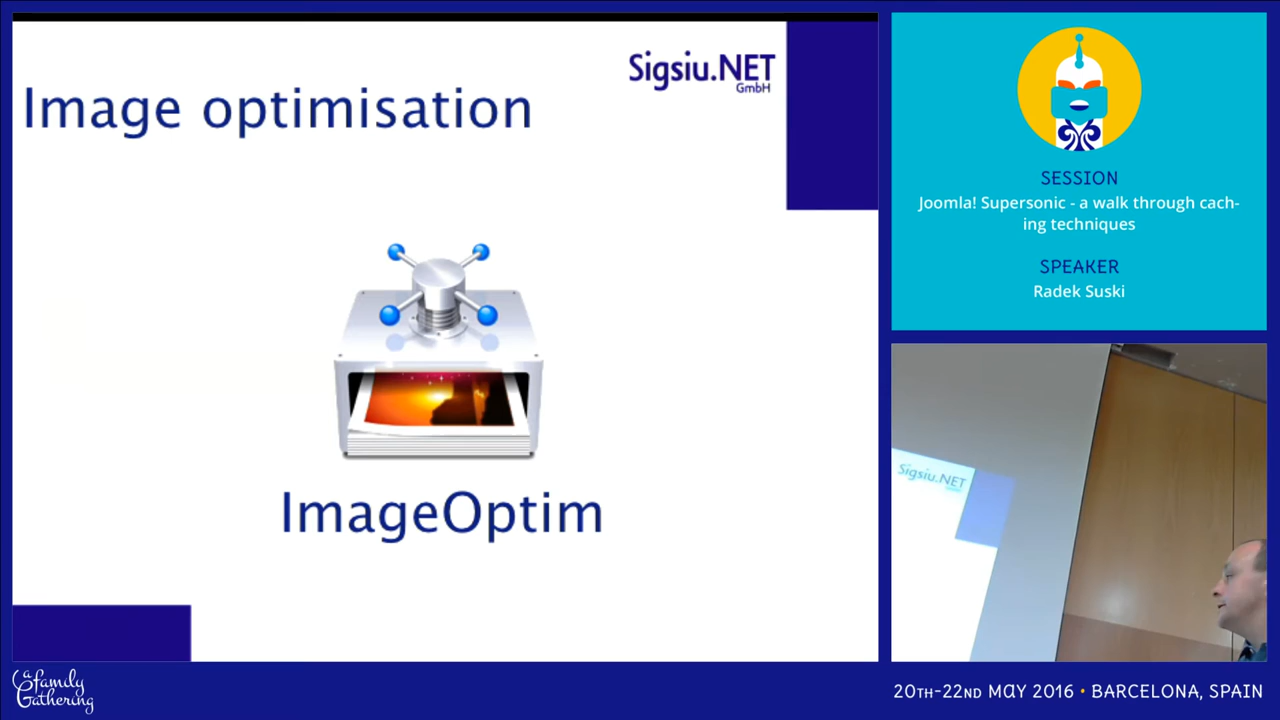 Sigsiu.NET
GmbH
Image optimisation
ImageOptim
SESSION
Joomla! Supersonic - a walk through cach-
ing techniques
SPEAKER
Radek Suski
Sigsiu.NET
a family
Gathering
20TH-22ND MAY 2016 • BARCELONA, SPAIN